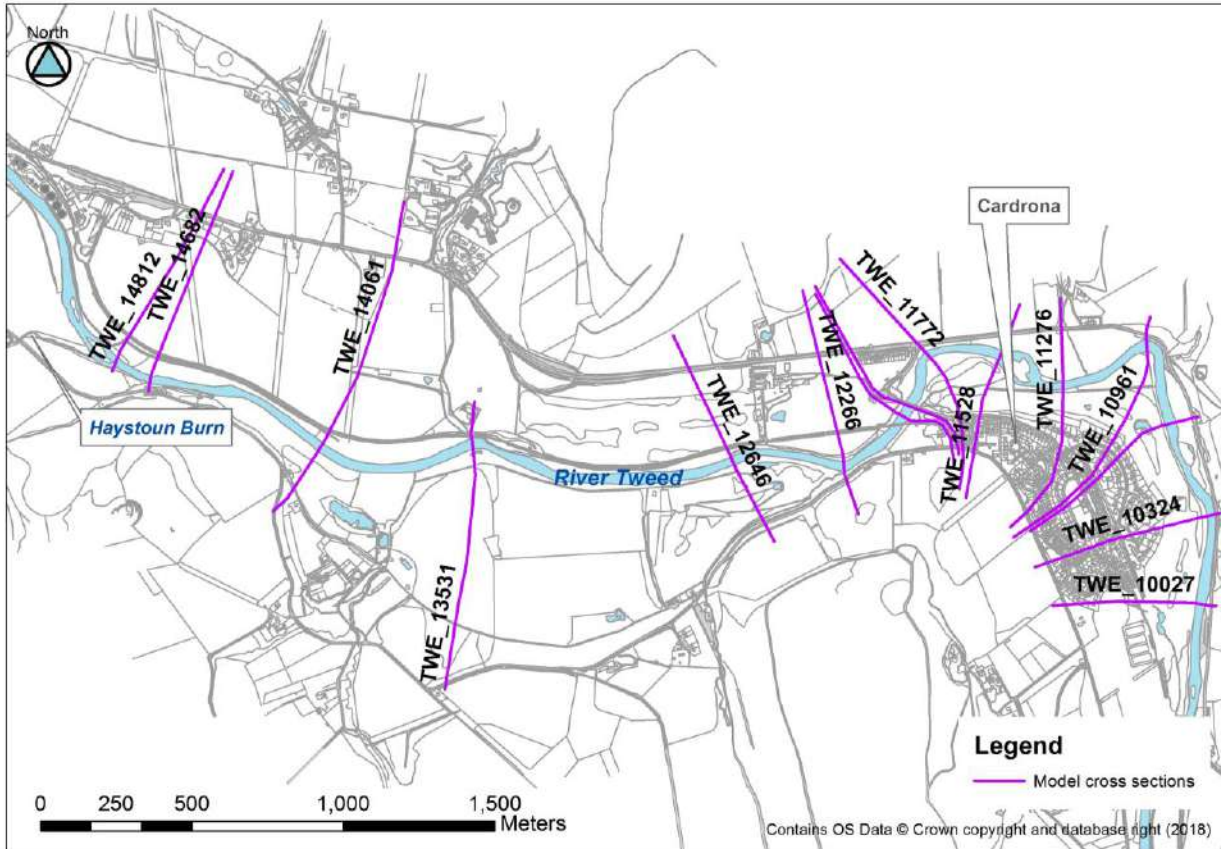 North
TWE_14812
TWE_14682
TWE_14061
TWE_13531
Haystoun Burn
River Tweed
TWE_12646
TWE_12266
TWE_11772
TWE_11528
Cardrona
TWE_11276
TWE_10961
TWE_10324
TWE_10027
Legend
Model cross sections
0 250 500 1,000 1,500
Meters
Contains OS Data © Crown copyright and database right (2018)